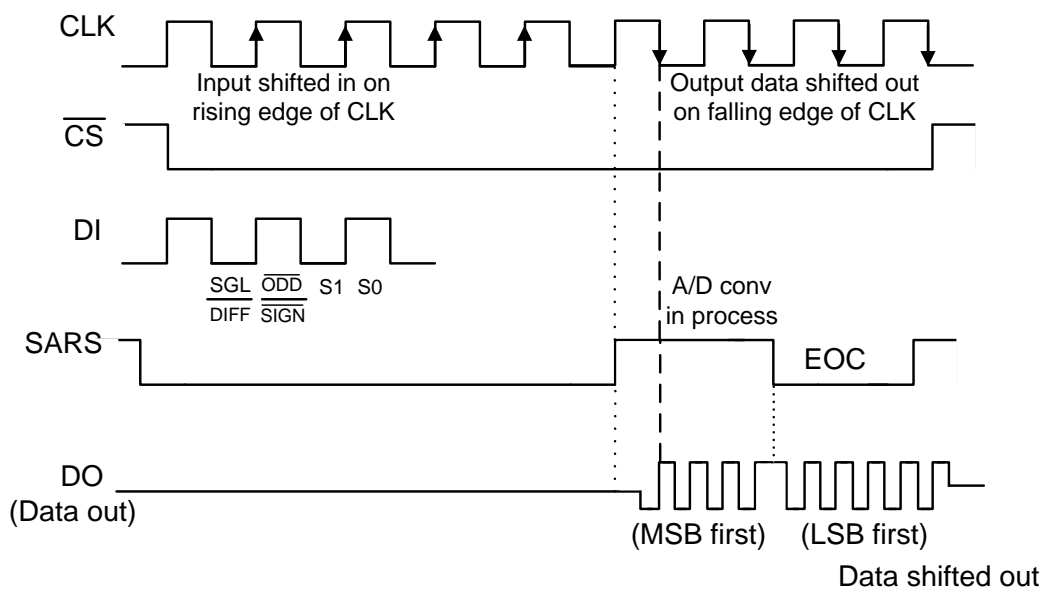 CLK
Input shifted in on
rising edge of CLK
Output data shifted out
on falling edge of CLK
CS
DI
SGL ODD S1 S0
DIFF SIGN
A/D conv
in process
SARS
EOC
DO
(Data out)
(MSB first) (LSB first)
Data shifted out